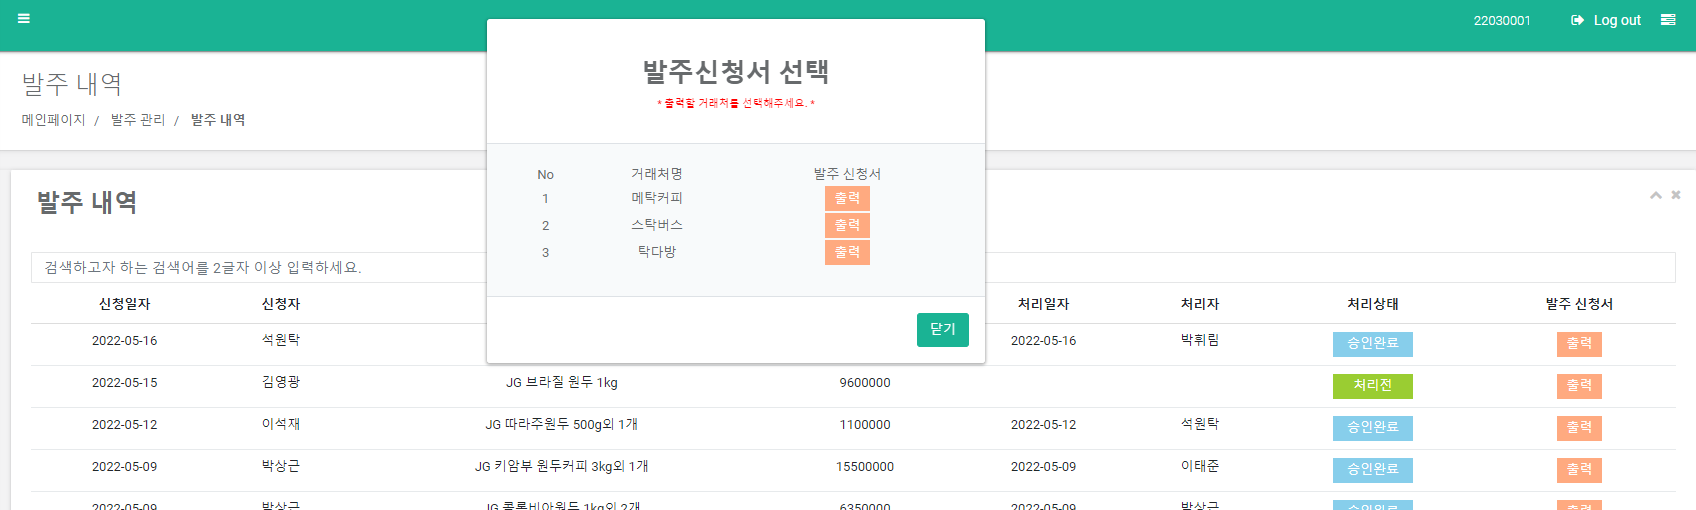 22030001 Log out
발주 내역
메인페이지 / 발주 관리 / 발주 내역
발주신청서 선택
* 출력할 거래처를 선택해주세요. *
No 거래처명 발주 신청서
1 메탁커피 출력
2 스탁버스 출력
3 탁다방 출력
닫기
발주 내역
검색하고자 하는 검색어를 2글자 이상 입력하세요.
신청일자 신청자 처리일자 처리자 처리상태 발주 신청서
2022-05-16 석원탁 2022-05-16 박휘림 승인완료 출력
2022-05-15 김영광 JG 브라질 원두 1kg 9600000 처리전 출력
2022-05-12 이석재 JG 따라주원두 500g외 1개 1100000 2022-05-12 석원탁 승인완료 출력
2022-05-09 박상근 JG 키암부 원두커피 3kg외 1개 15500000 2022-05-09 이태준 승인완료 출력
2022-05-09 박상근 JG 콜롬비아원두 1kg외 2개 6350000 2022-05-09 박상근 승인완료 출력